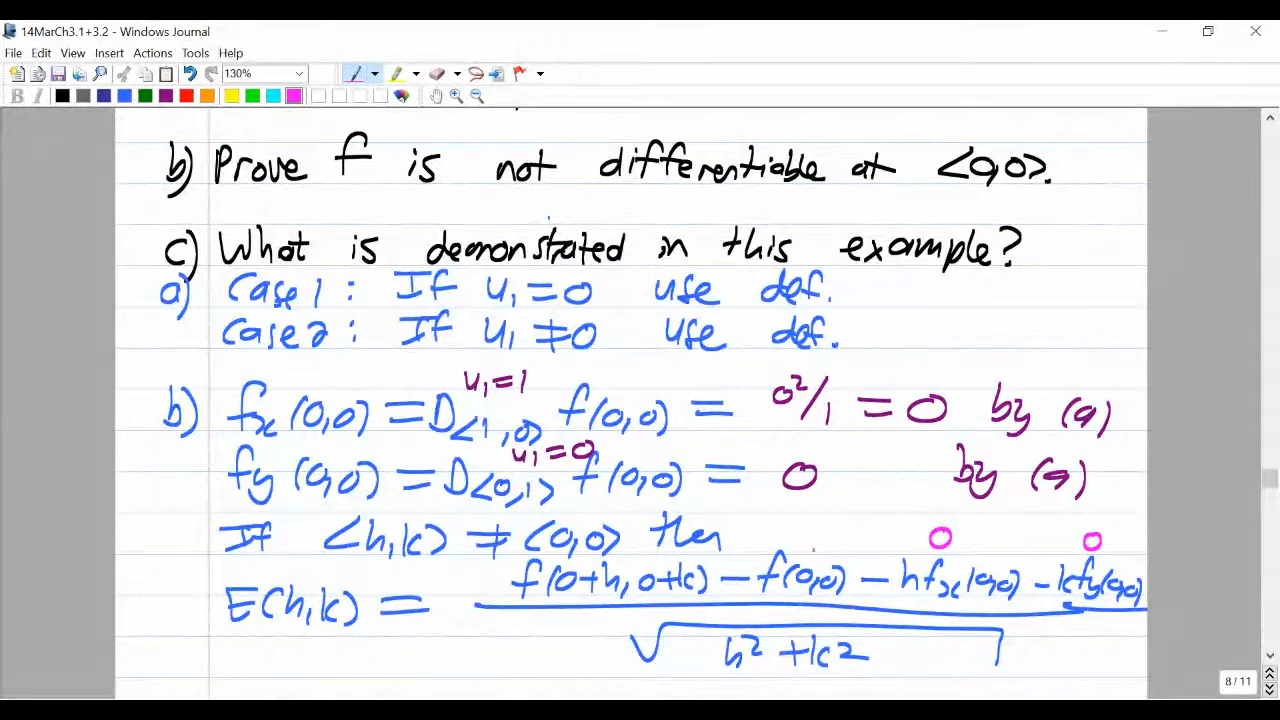 14MarCh3.1+3.2 - Windows Journal
File Edit View Insert Actions Tools Help
130%
B I
b) Prove f is not differentiable at <0,0>.
c) What is demonstrated in this example?
a) Case 1: If u₁ = 0 use def.
Case 2: If u₁ ≠ 0 use def.
u₁ = 1
b) fx(0,0) = D<1,0> f(0,0) = 0²/1 = 0 by (a)
u₁ = 0
fy(0,0) = D<0,1> f(0,0) = 0 by (a)
If <h,k> ≠ <0,0> then 0 0
E(h,k) = f(0+h, 0+k) - f(0,0) - hfx(0,0) - kfy(0,0)
√h² + k²
8 / 11